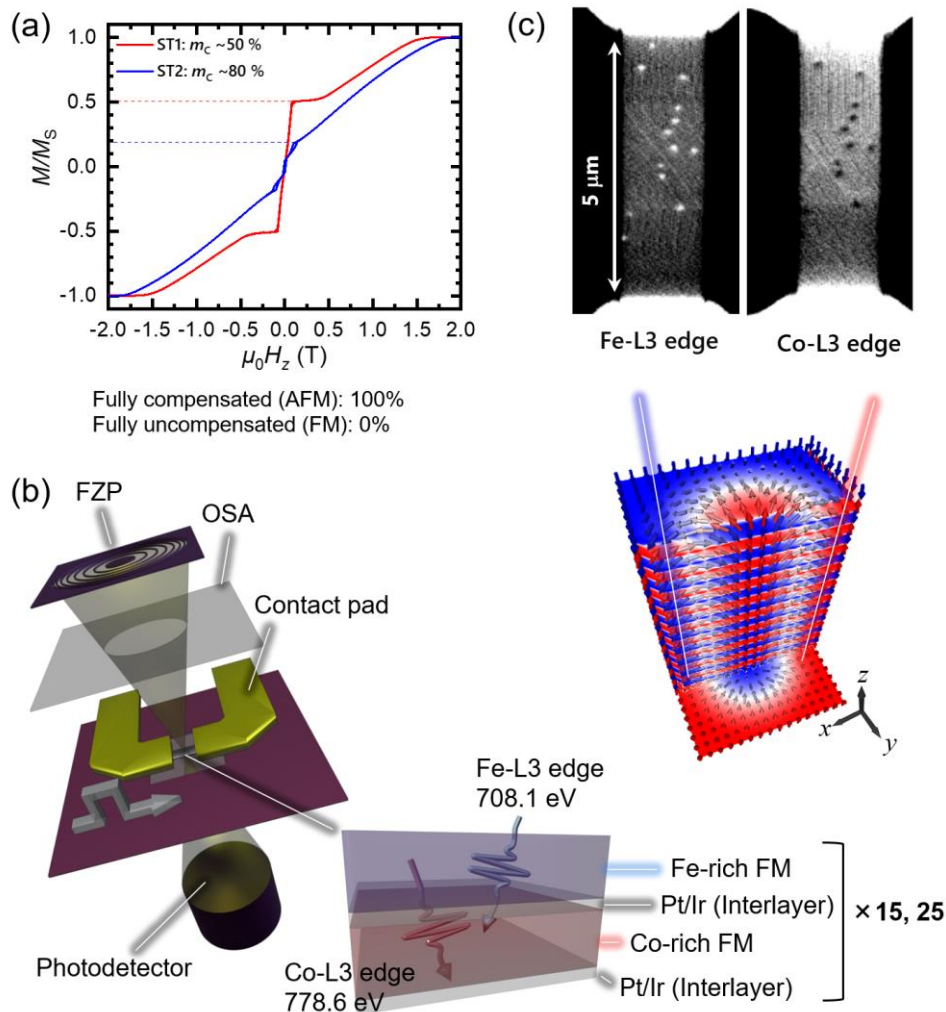 (a)
1.0
0.5
0.0
-0.5
-1.0
M/M_S
ST1: m_c ~50 %
ST2: m_c ~80 %
-2.0 -1.5 -1.0 -0.5 0.0 0.5 1.0 1.5 2.0
μ₀H_z (T)
Fully compensated (AFM): 100%
Fully uncompensated (FM): 0%
(c)
5 μm
Fe-L3 edge
Co-L3 edge
z
x
y
(b)
FZP
OSA
Contact pad
Photodetector
Fe-L3 edge
708.1 eV
Co-L3 edge
778.6 eV
Fe-rich FM
Pt/Ir (Interlayer)
Co-rich FM
Pt/Ir (Interlayer)
× 15, 25